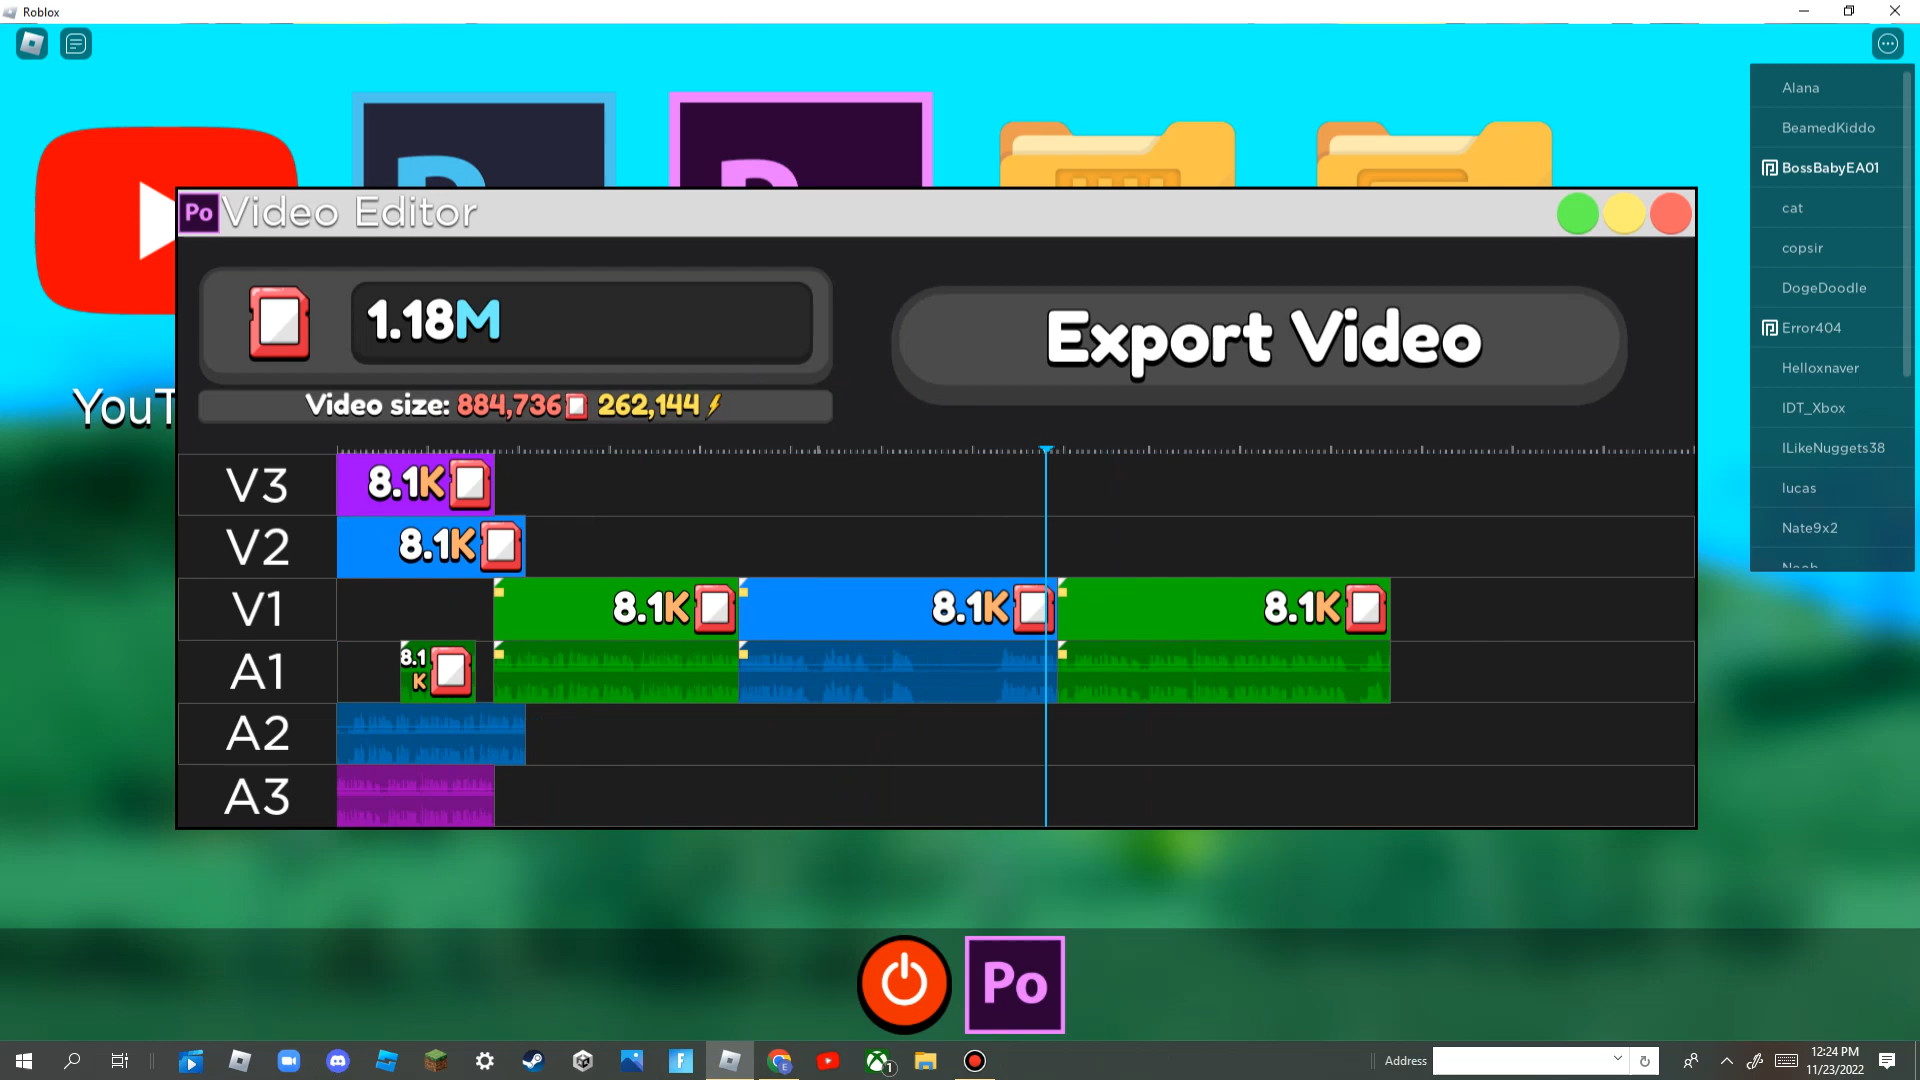 Roblox
Alana
BeamedKiddo
BossBabyEA01
cat
copsir
DogeDoodle
Error404
Helloxnaver
IDT_Xbox
ILikeNuggets38
lucas
Nate9x2
Noob
YouT
Po Video Editor
1.18M
Export Video
Video size: 884,736 262,144
V3 8.1K
V2 8.1K
V1 8.1K 8.1K 8.1K
A1 8.1
K
A2
A3
Po
Address
12:24 PM
11/23/2022
1